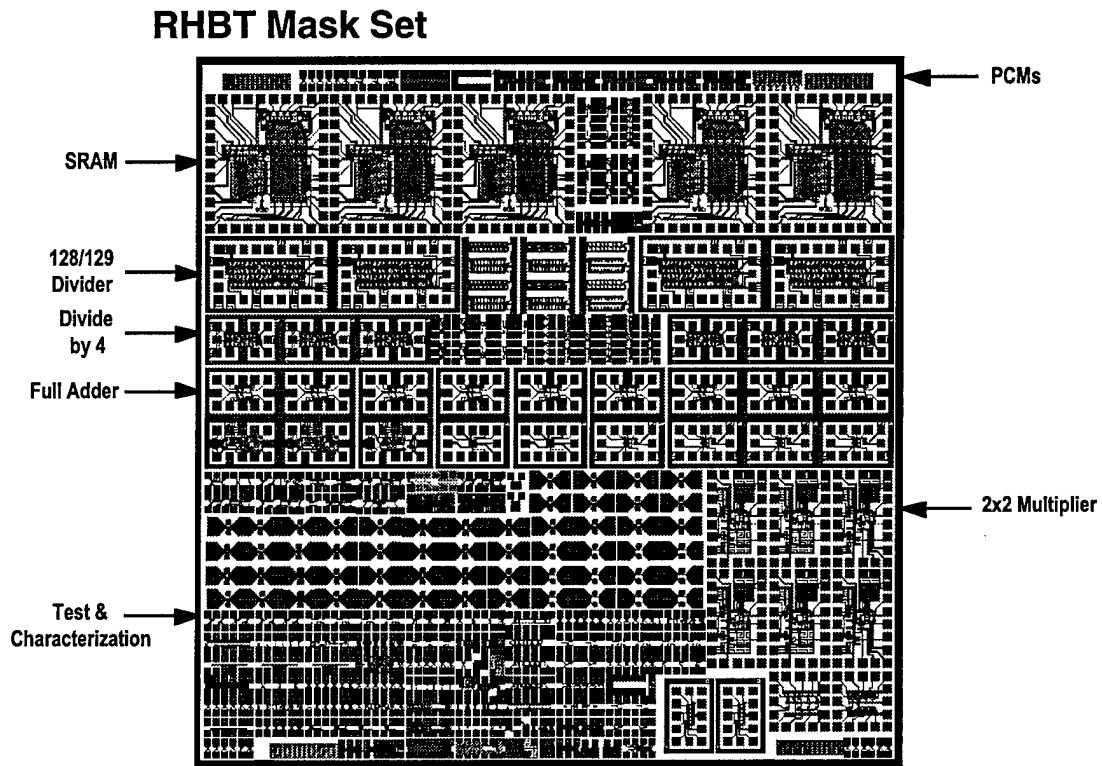 RHBT Mask Set
PCMs
SRAM
128/129
Divider
Divide
by 4
Full Adder
2x2 Multiplier
Test &
Characterization